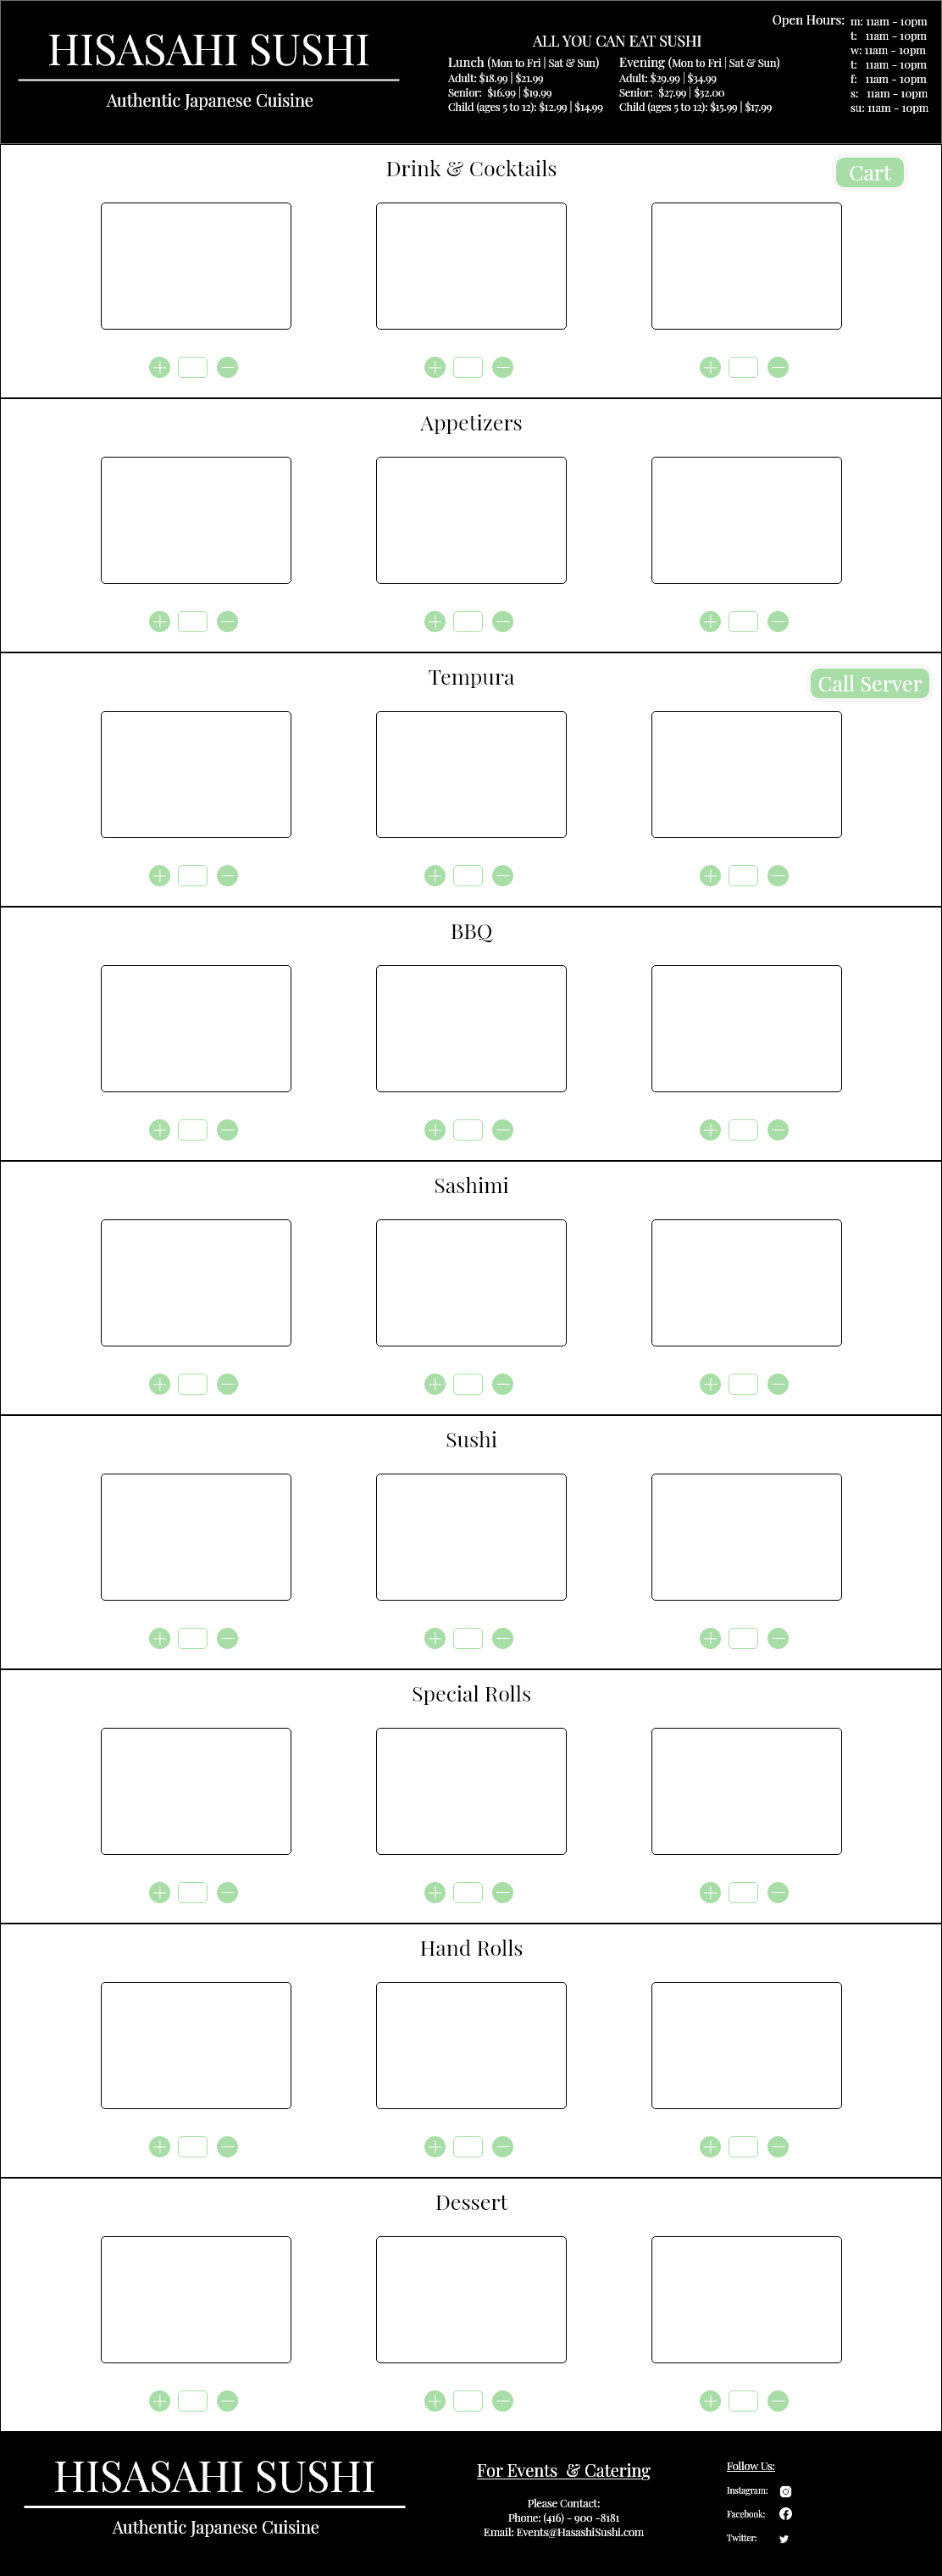 HISASAHI SUSHI
Authentic Japanese Cuisine
ALL YOU CAN EAT SUSHI
Lunch (Mon to Fri | Sat & Sun)
Adult: $18.99 | $21.99
Senior: $16.99 | $19.99
Child (ages 5 to 12): $12.99 | $14.99
Evening (Mon to Fri | Sat & Sun)
Adult: $29.99 | $34.99
Senior: $27.99 | $32.00
Child (ages 5 to 12): $15.99 | $17.99
Open Hours:
m: 11am - 10pm
t: 11am - 10pm
w: 11am - 10pm
t: 11am - 10pm
f: 11am - 10pm
s: 11am - 10pm
su: 11am - 10pm
Drink & Cocktails
Cart
Appetizers
Tempura
Call Server
BBQ
Sashimi
Sushi
Special Rolls
Hand Rolls
Dessert
HISASAHI SUSHI
Authentic Japanese Cuisine
For Events & Catering
Please Contact:
Phone: (416) - 900 -8181
Email: Events@HasashiSushi.com
Follow Us:
Instagram:
Facebook:
Twitter: